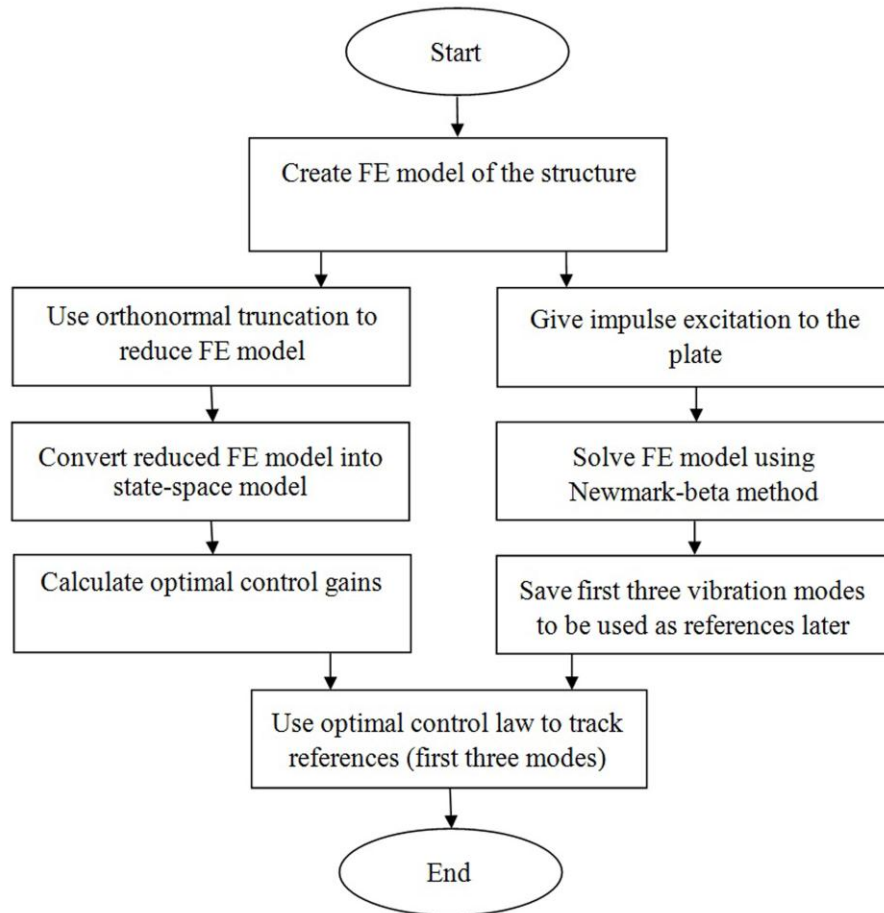 Start
Create FE model of the structure
Use orthonormal truncation to
reduce FE model
Give impulse excitation to the
plate
Convert reduced FE model into
state-space model
Solve FE model using
Newmark-beta method
Calculate optimal control gains
Save first three vibration modes
to be used as references later
Use optimal control law to track
references (first three modes)
End